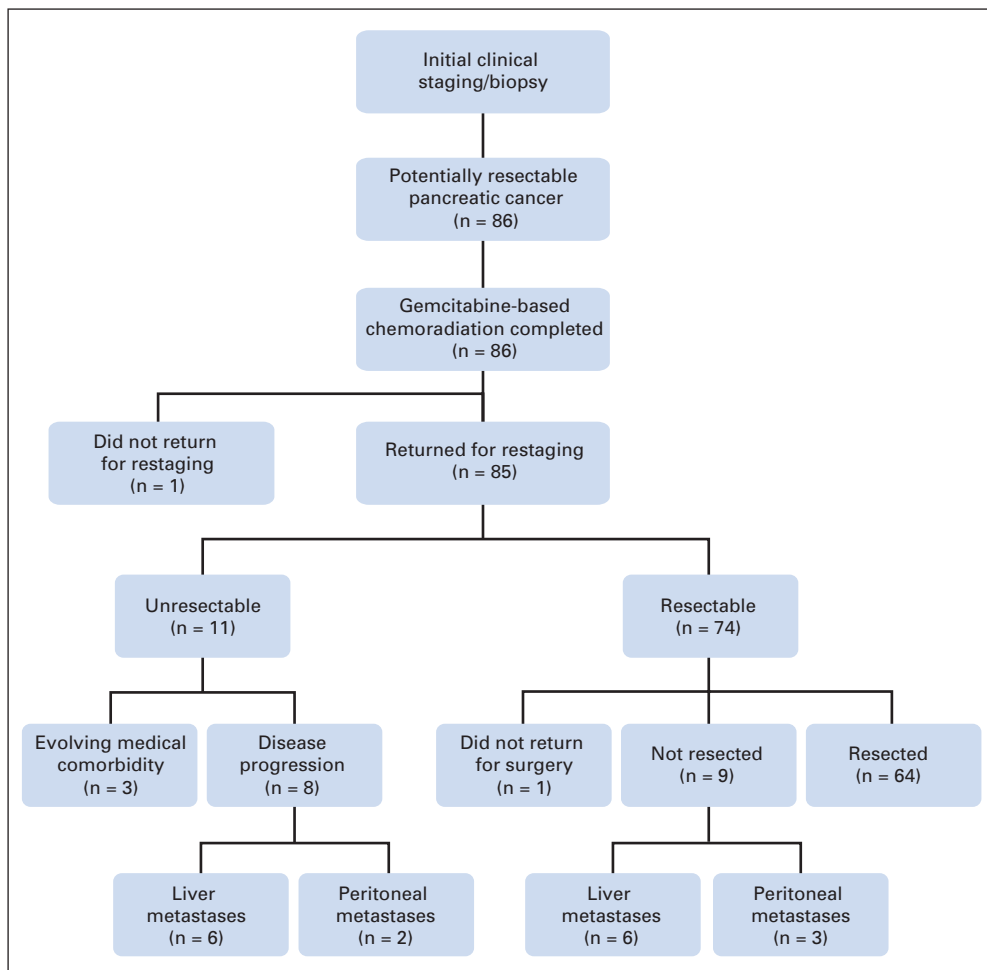 Initial clinical
staging/biopsy
Potentially resectable
pancreatic cancer
(n = 86)
Gemcitabine-based
chemoradiation completed
(n = 86)
Did not return
for restaging
(n = 1)
Returned for restaging
(n = 85)
Unresectable
(n = 11)
Resectable
(n = 74)
Evolving medical
comorbidity
(n = 3)
Disease
progression
(n = 8)
Did not return
for surgery
(n = 1)
Not resected
(n = 9)
Resected
(n = 64)
Liver
metastases
(n = 6)
Peritoneal
metastases
(n = 2)
Liver
metastases
(n = 6)
Peritoneal
metastases
(n = 3)